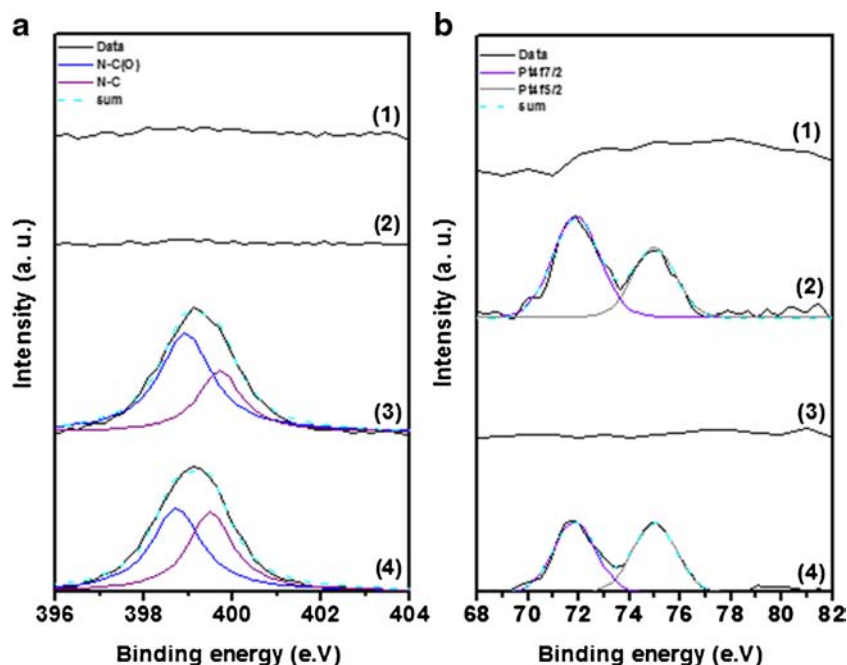 a
Data
N-C(O)
N-C
sum
(1)
(2)
(3)
(4)
Intensity (a. u.)
396 398 400 402 404
Binding energy (e.V)
b
Data
Pt4f7/2
Pt4f5/2
sum
(1)
(2)
(3)
(4)
Intensity (a. u.)
68 70 72 74 76 78 80 82
Binding energy (e.V)